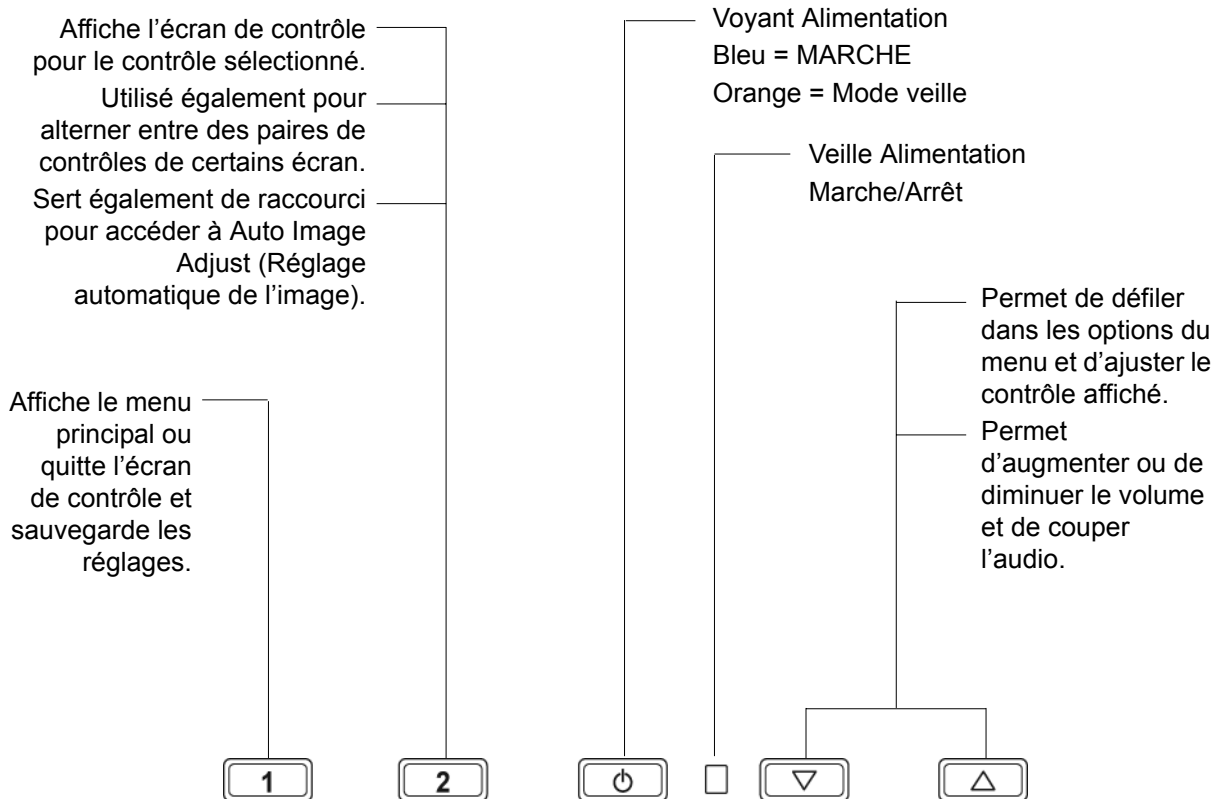 Affiche l’écran de contrôle
pour le contrôle sélectionné.
Utilisé également pour
alterner entre des paires de
contrôles de certains écran.
Sert également de raccourci
pour accéder à Auto Image
Adjust (Réglage
automatique de l’image).
Affiche le menu
principal ou
quitte l’écran
de contrôle et
sauvegarde les
réglages.
Voyant Alimentation
Bleu = MARCHE
Orange = Mode veille
Veille Alimentation
Marche/Arrêt
Permet de défiler
dans les options du
menu et d’ajuster le
contrôle affiché.
Permet
d’augmenter ou de
diminuer le volume
et de couper
l’audio.
1
2